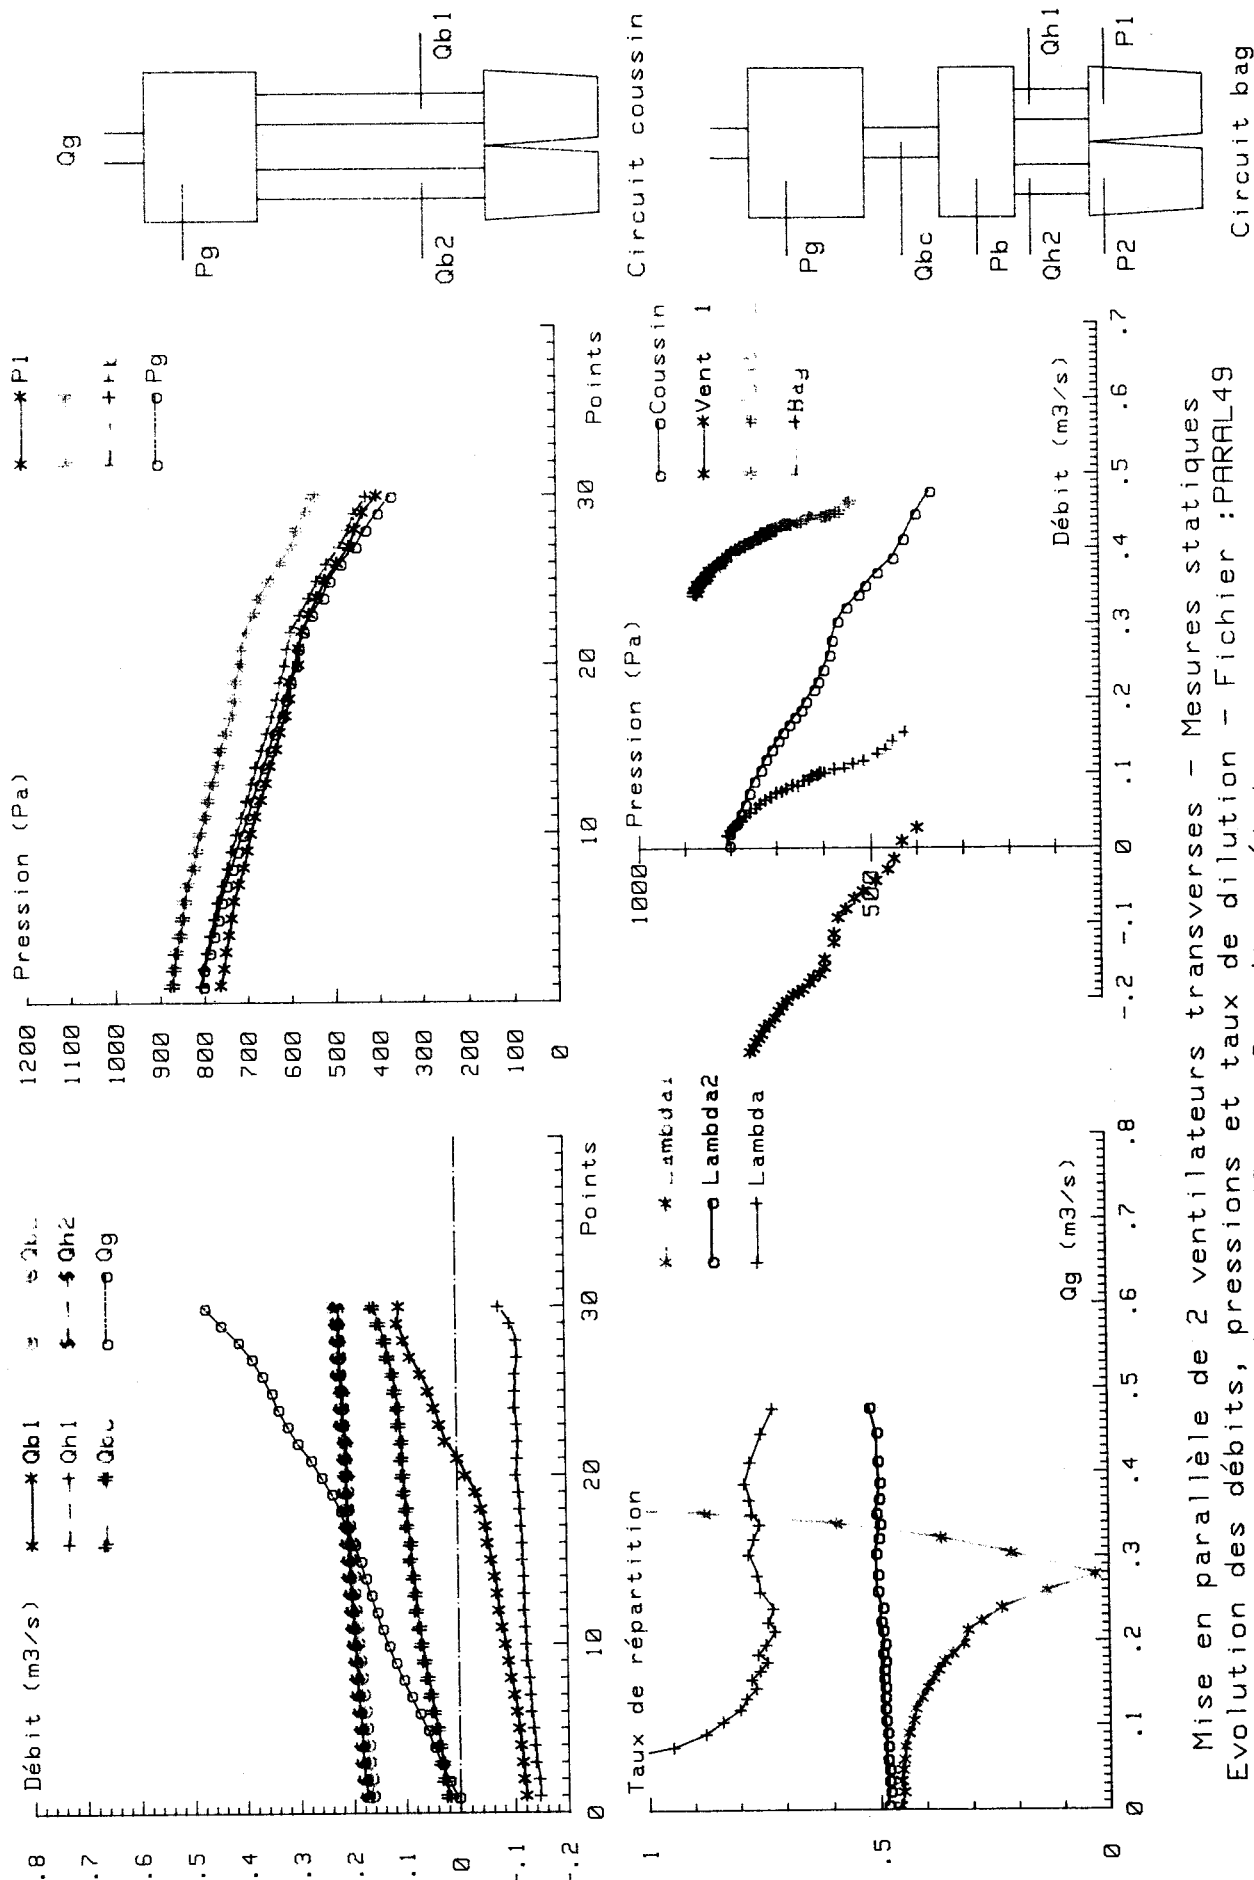 Débit (m3/s)
Qb1
Qh1
Qh2
Qg
.8
.7
.6
.5
.4
.3
.2
.1
0
-.1
-.2
0
10
20
30
Points
Pression (Pa)
P1
Pg
1200
1100
1000
900
800
700
600
500
400
300
200
100
0
10
20
30
Points
Qg
Pg
Qb2
Qb1
Circuit coussin
Taux de répartition
Lambda2
Lambda
1
.5
0
0
.1
.2
.3
.4
.5
.6
.7
.8
Qg (m3/s)
Pression (Pa)
Coussin
Vent 1
Bag
1000
500
-.2
-.1
0
.1
.2
.3
.4
.5
.6
.7
Débit (m3/s)
Pg
Qbc
Pb
Qh2
Qh1
P2
P1
Circuit bag
Mise en parallèle de 2 ventilateurs transverses - Mesures statiques
Evolution des débits, pressions et taux de dilution - Fichier :PARAL49